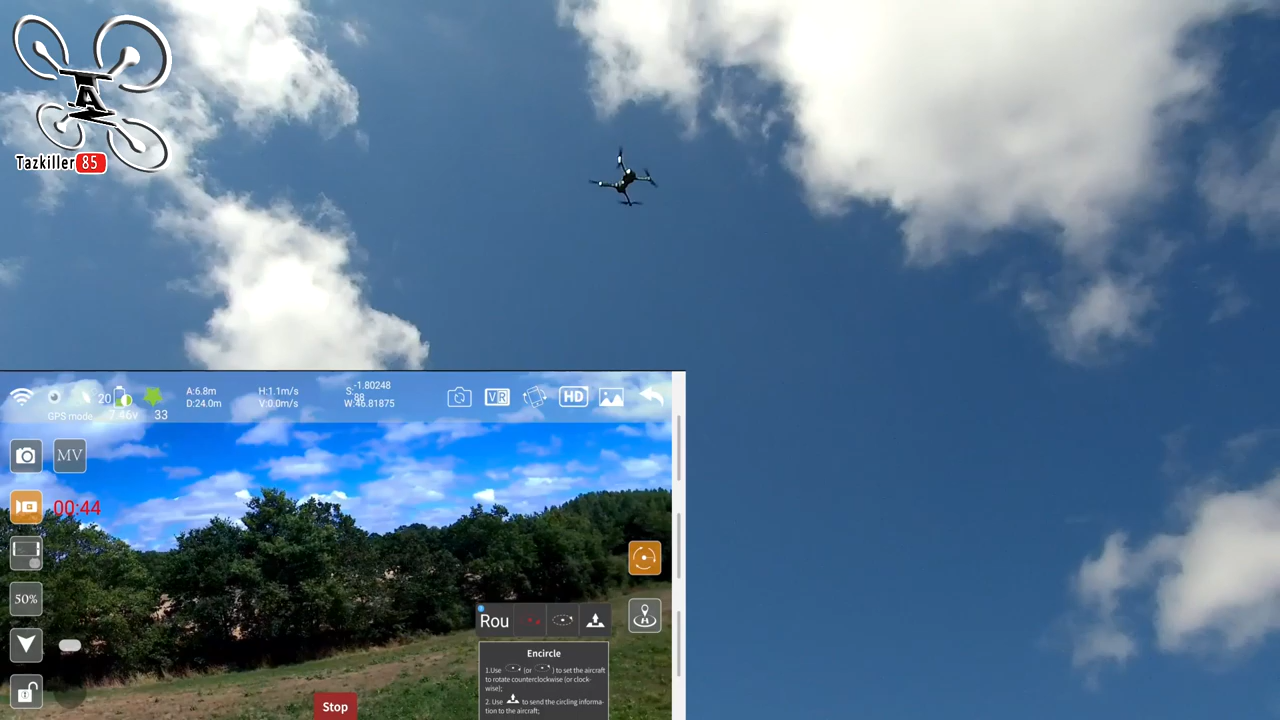 A
Tazkiller 85
20
GPS mode
7.46v
33
A:6.8m
D:24.0m
H:1.1m/s
V:0.0m/s
S:-1.80248
88
W:46.81875
VR
HD
MV
00:44
50%
Rou
Encircle
1.Use (or ) to set the aircraft
to rotate counterclockwise (or clock-
wise);
2. Use to send the circling informa-
tion to the aircraft;
Stop